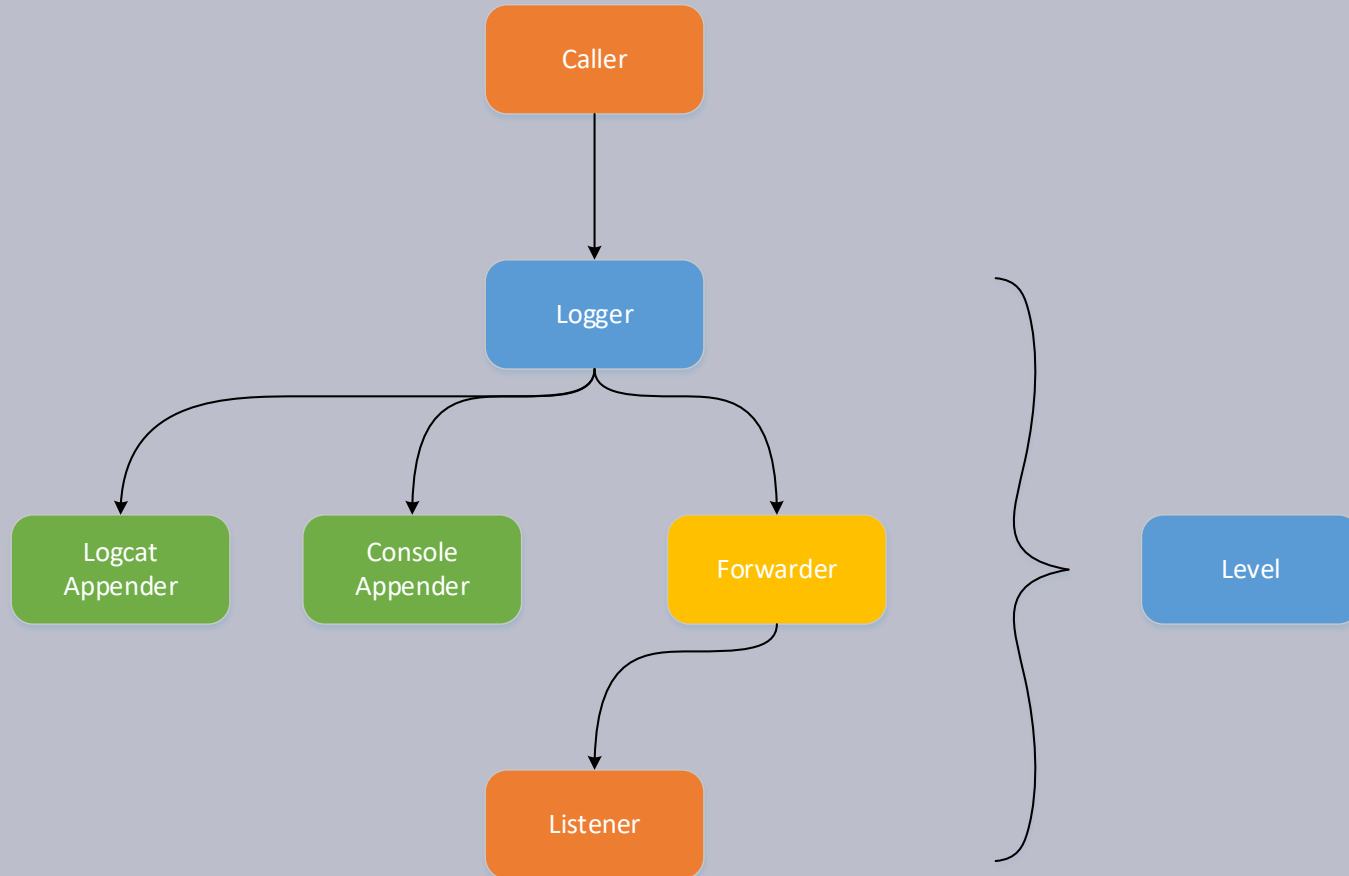 Caller
Logger
Logcat
Appender
Console
Appender
Forwarder
Level
Listener